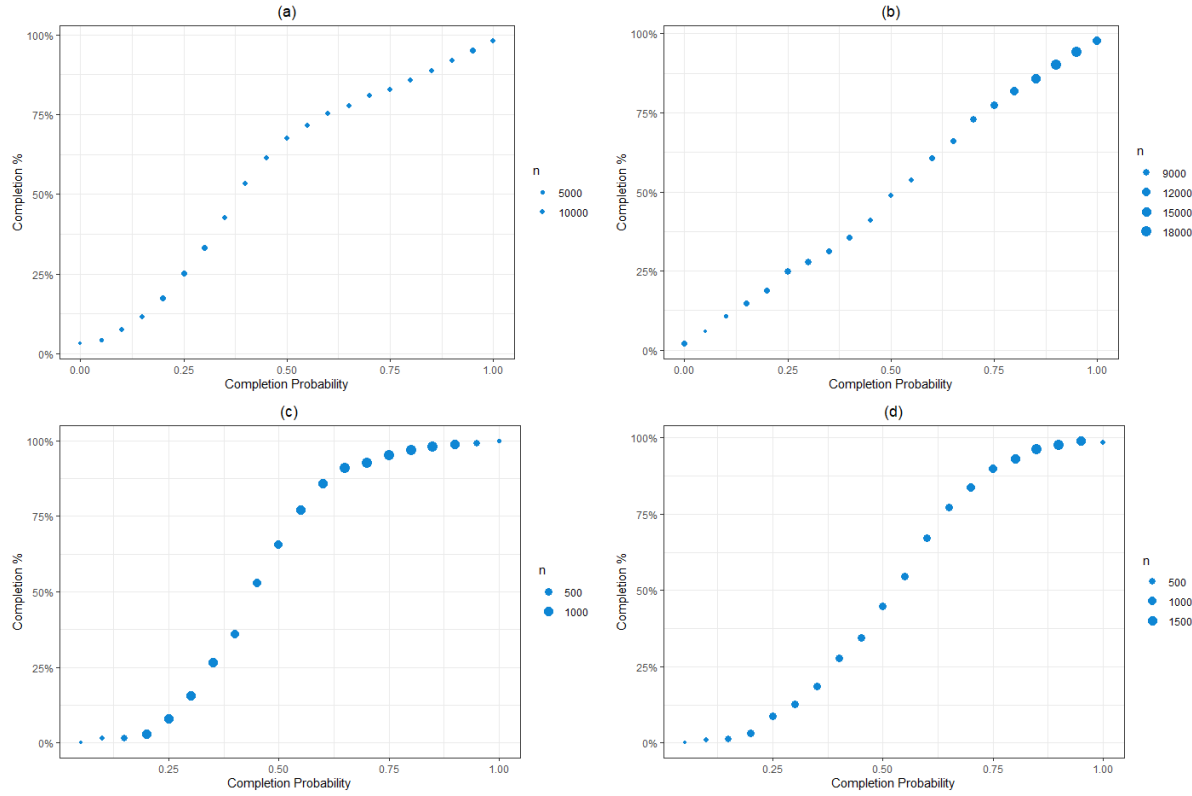 (a)
100%
75%
50%
25%
0%
Completion %
0.00 0.25 0.50 0.75 1.00
Completion Probability
n
5000
10000
(b)
100%
75%
50%
25%
0%
Completion %
0.00 0.25 0.50 0.75 1.00
Completion Probability
n
9000
12000
15000
18000
(c)
100%
75%
50%
25%
0%
Completion %
0.25 0.50 0.75 1.00
Completion Probability
n
500
1000
(d)
100%
75%
50%
25%
0%
Completion %
0.25 0.50 0.75 1.00
Completion Probability
n
500
1000
1500